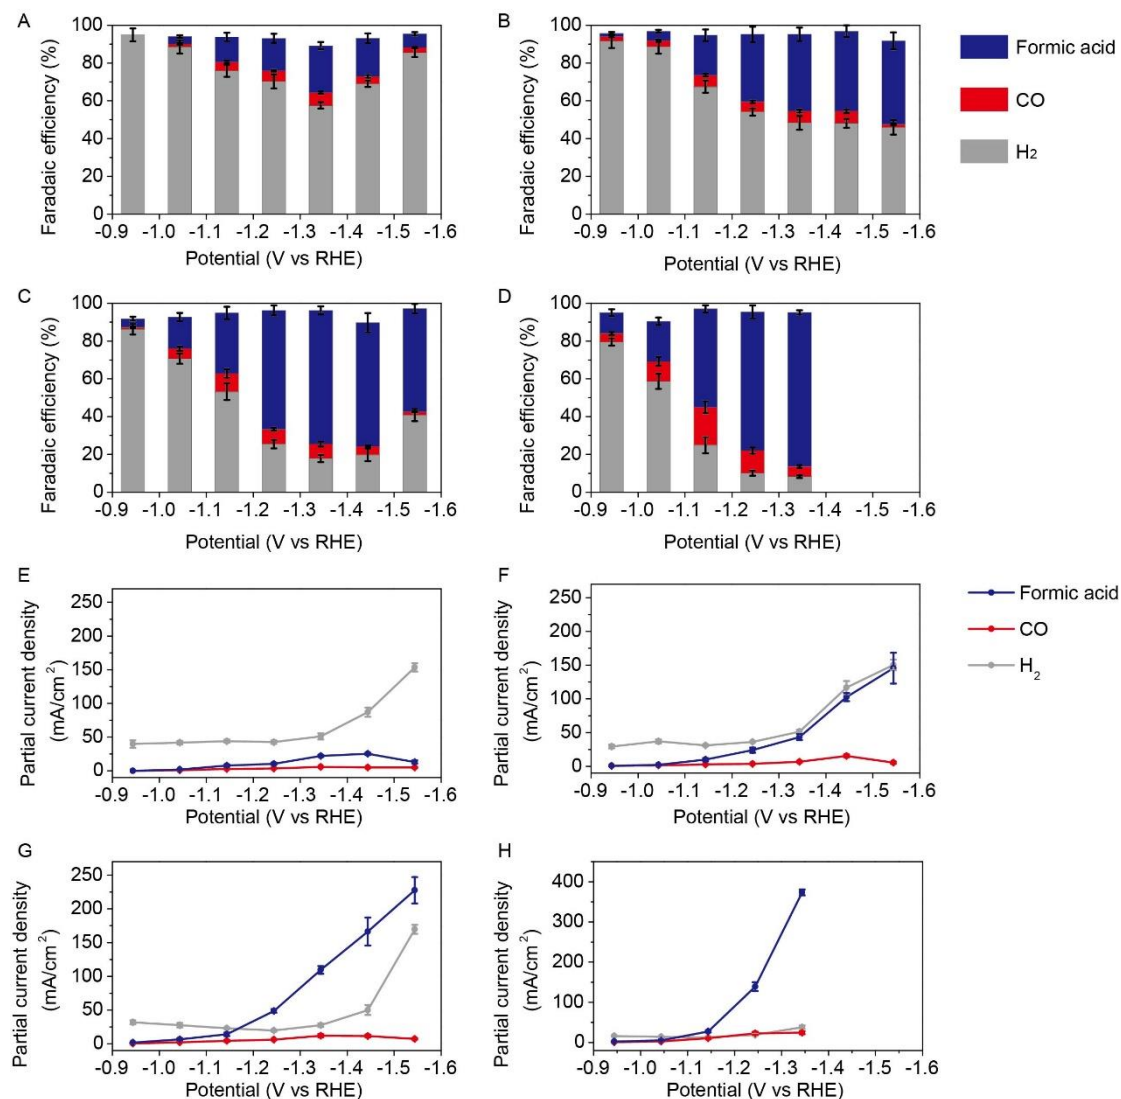 A
Faradaic efficiency (%)
100
80
60
40
20
0
-0.9 -1.0 -1.1 -1.2 -1.3 -1.4 -1.5 -1.6
Potential (V vs RHE)
B
Faradaic efficiency (%)
100
80
60
40
20
0
-0.9 -1.0 -1.1 -1.2 -1.3 -1.4 -1.5 -1.6
Potential (V vs RHE)
Formic acid
CO
H2
C
Faradaic efficiency (%)
100
80
60
40
20
0
-0.9 -1.0 -1.1 -1.2 -1.3 -1.4 -1.5 -1.6
Potential (V vs RHE)
D
Faradaic efficiency (%)
100
80
60
40
20
0
-0.9 -1.0 -1.1 -1.2 -1.3 -1.4 -1.5 -1.6
Potential (V vs RHE)
E
Partial current density
(mA/cm²)
250
200
150
100
50
0
-0.9 -1.0 -1.1 -1.2 -1.3 -1.4 -1.5 -1.6
Potential (V vs RHE)
F
Partial current density
(mA/cm²)
250
200
150
100
50
0
-0.9 -1.0 -1.1 -1.2 -1.3 -1.4 -1.5 -1.6
Potential (V vs RHE)
Formic acid
CO
H₂
G
Partial current density
(mA/cm²)
250
200
150
100
50
0
-0.9 -1.0 -1.1 -1.2 -1.3 -1.4 -1.5 -1.6
Potential (V vs RHE)
H
Partial current density
(mA/cm²)
400
300
200
100
0
-0.9 -1.0 -1.1 -1.2 -1.3 -1.4 -1.5 -1.6
Potential (V vs RHE)